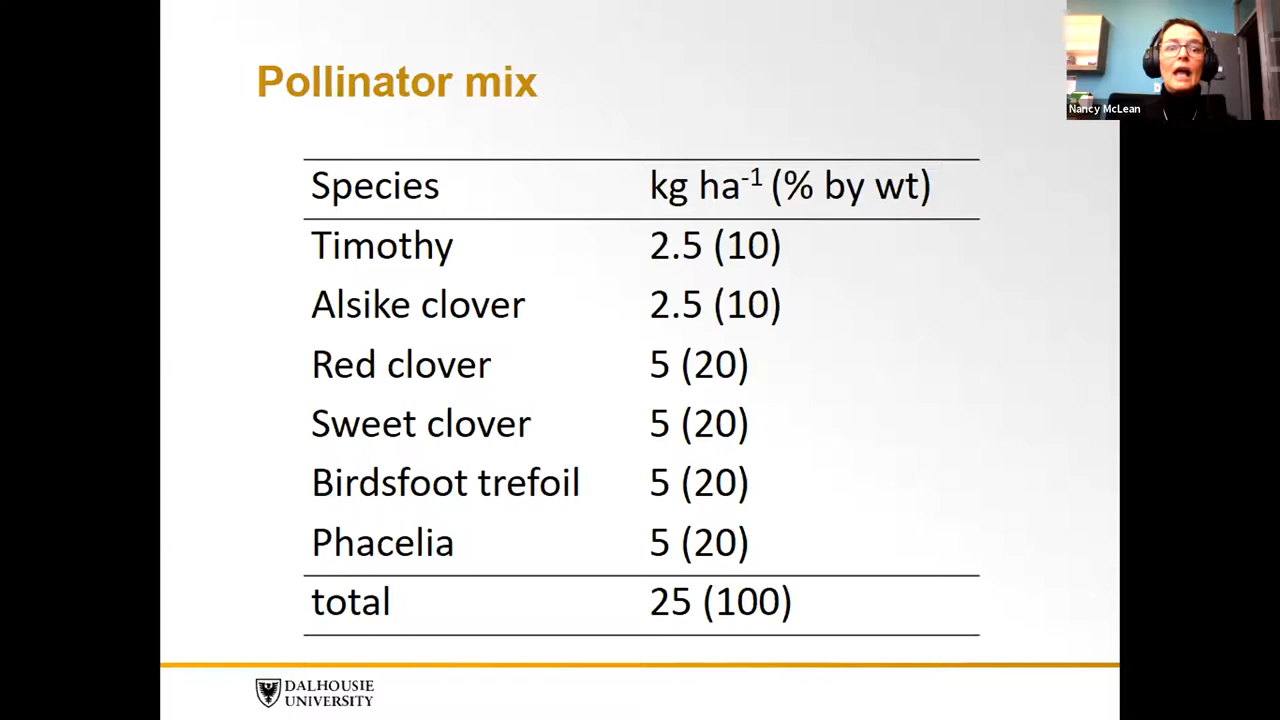 Pollinator mix
Nancy McLean
Species kg ha-1 (% by wt)
Timothy 2.5 (10)
Alsike clover 2.5 (10)
Red clover 5 (20)
Sweet clover 5 (20)
Birdsfoot trefoil 5 (20)
Phacelia 5 (20)
total 25 (100)
DALHOUSIE
UNIVERSITY